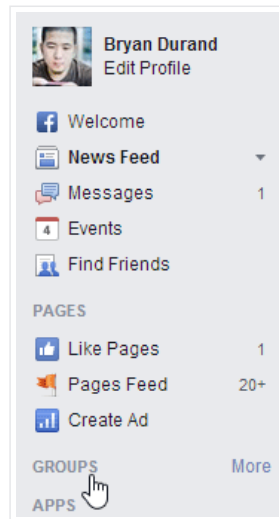 Bryan Durand
Edit Profile
Welcome
News Feed
Messages 1
4 Events
Find Friends
PAGES
Like Pages 1
Pages Feed 20+
Create Ad
GROUPS More
APPS